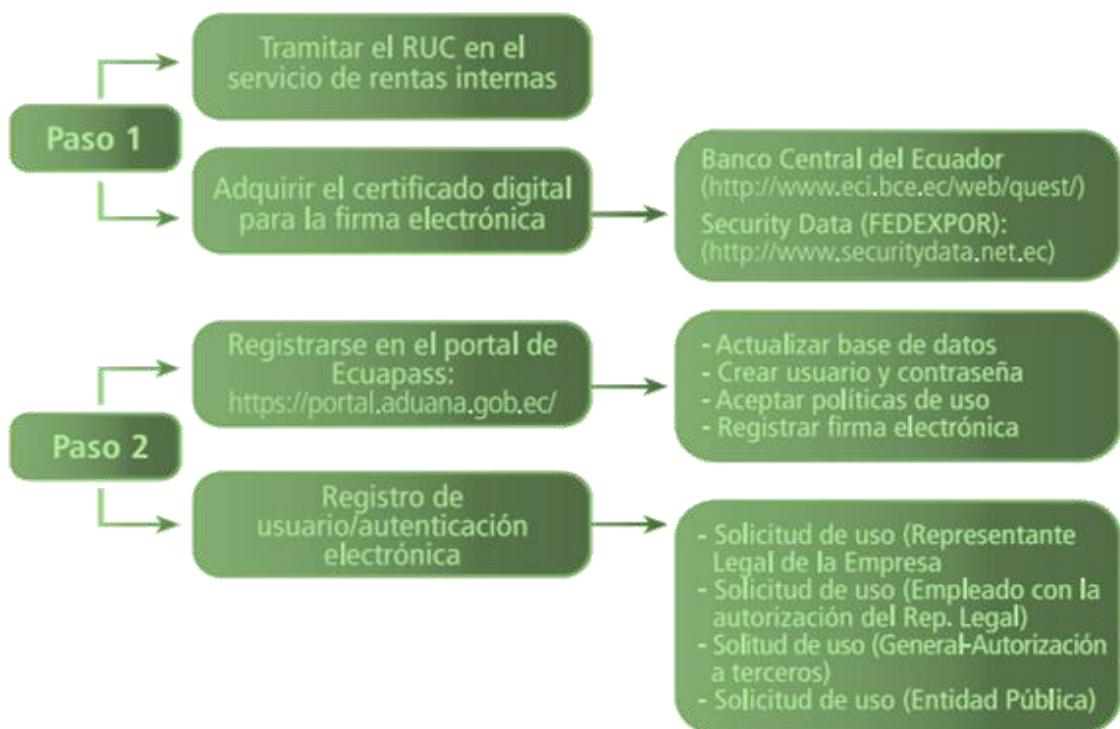 Paso 1
Tramitar el RUC en el
servicio de rentas internas
Adquirir el certificado digital
para la firma electrónica
Banco Central del Ecuador
(http://www.eci.bce.ec/web/quest/)
Security Data (FEDEXPOR):
(http://www.securitydata.net.ec)
Paso 2
Registrarse en el portal de
Ecuapass:
https://portal.aduana.gob.ec/
- Actualizar base de datos
- Crear usuario y contraseña
- Aceptar políticas de uso
- Registrar firma electrónica
Registro de
usuario/autenticación
electrónica
- Solicitud de uso (Representante
Legal de la Empresa
- Solicitud de uso (Empleado con la
autorización del Rep. Legal)
- Solitud de uso (General-Autorización
a terceros)
- Solicitud de uso (Entidad Pública)